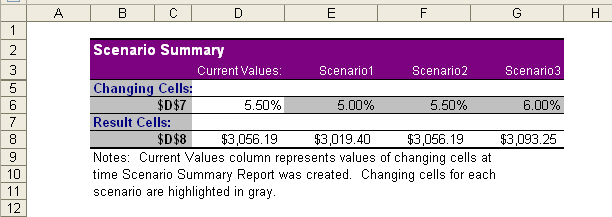 A B C D E F G H
1
2 Scenario Summary
3 Current Values: Scenario1 Scenario2 Scenario3
5 Changing Cells:
6 $D$7 5.50% 5.00% 5.50% 6.00%
7 Result Cells:
8 $D$8 $3,056.19 $3,019.40 $3,056.19 $3,093.25
9 Notes: Current Values column represents values of changing cells at
10 time Scenario Summary Report was created. Changing cells for each
11 scenario are highlighted in gray.
12